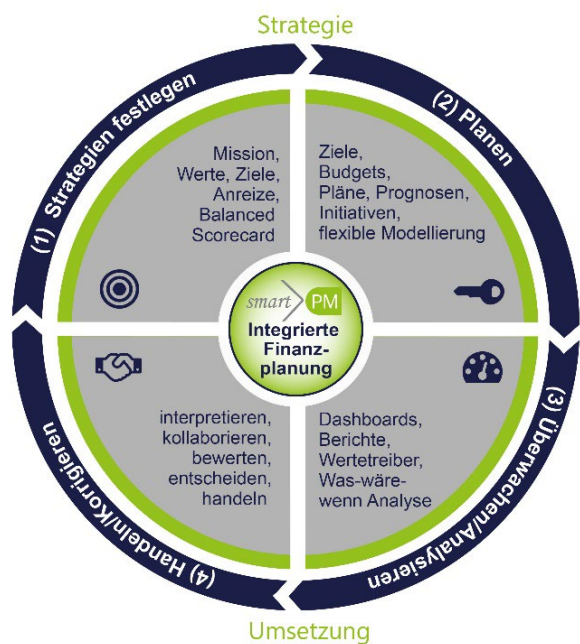 Strategie
(1) Strategien festlegen
(2) Planen
Mission,
Werte, Ziele,
Anreize,
Balanced
Scorecard
Ziele,
Budgets,
Pläne, Prognosen,
Initiativen,
flexible Modellierung
smart PM
Integrierte
Finanz-
planung
interpretieren,
kollaborieren,
bewerten,
entscheiden,
handeln
Dashboards,
Berichte,
Wertetreiber,
Was-wäre-
wenn Analyse
(4) Handeln/Korrigieren
(3) Überwachen/Analysieren
Umsetzung